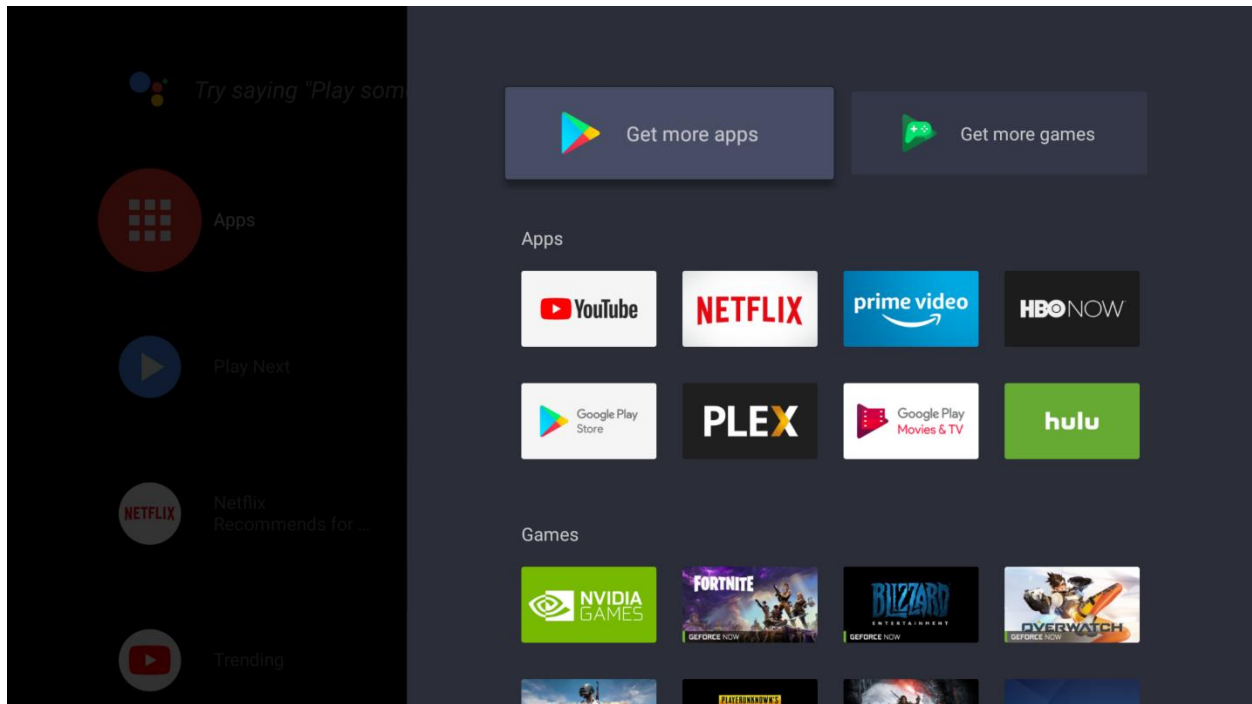 Try saying "Play som
Apps
Play Next
NETFLIX
Netflix
Recommends for ...
Trending
Get more apps
Get more games
Apps
YouTube
NETFLIX
prime video
HBO NOW
Google Play
Store
PLEX
Google Play
Movies & TV
hulu
Games
NVIDIA
GAMES
FORTNITE
GEFORCE NOW
BLIZZARD
ENTERTAINMENT
GEFORCE NOW
OVERWATCH
GEFORCE NOW
PLAYERUNKNOWN'S